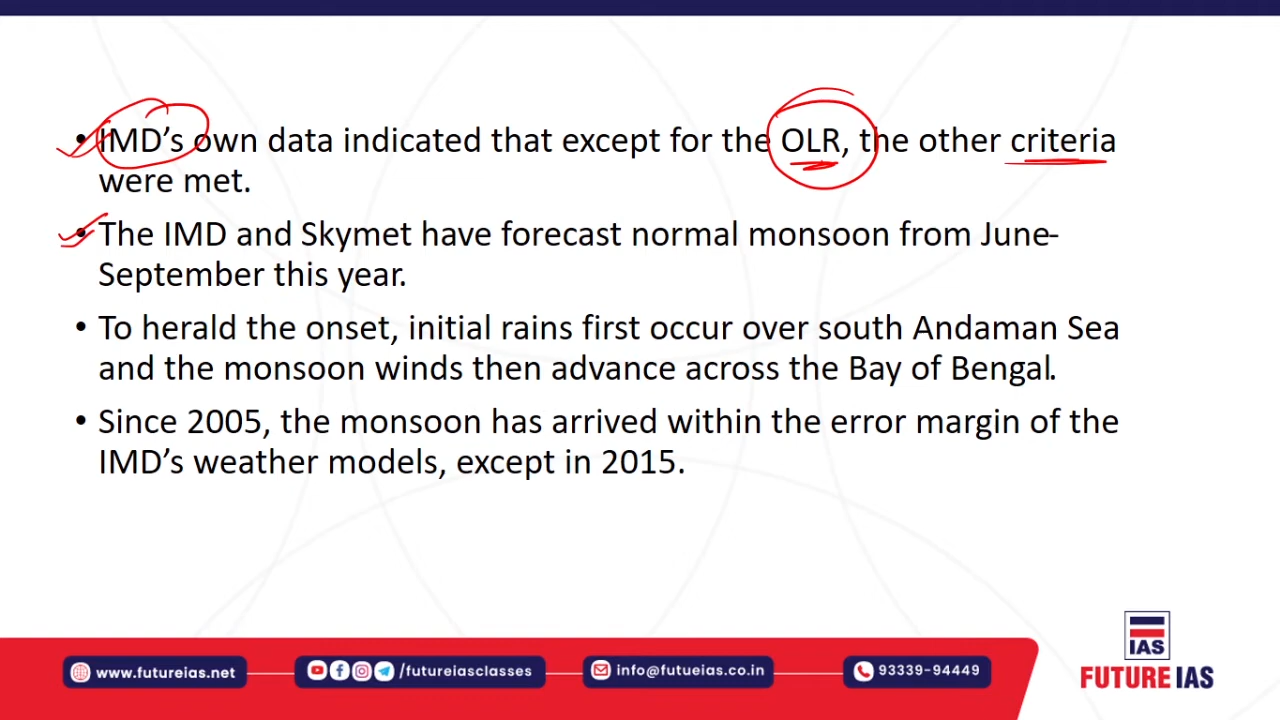 • IMD's own data indicated that except for the OLR, the other criteria
were met.
• The IMD and Skymet have forecast normal monsoon from June-
September this year.
• To herald the onset, initial rains first occur over south Andaman Sea
and the monsoon winds then advance across the Bay of Bengal.
• Since 2005, the monsoon has arrived within the error margin of the
IMD's weather models, except in 2015.
www.futureias.net
/futureiasclasses
info@futueias.co.in
93339-94449
IAS
FUTURE IAS